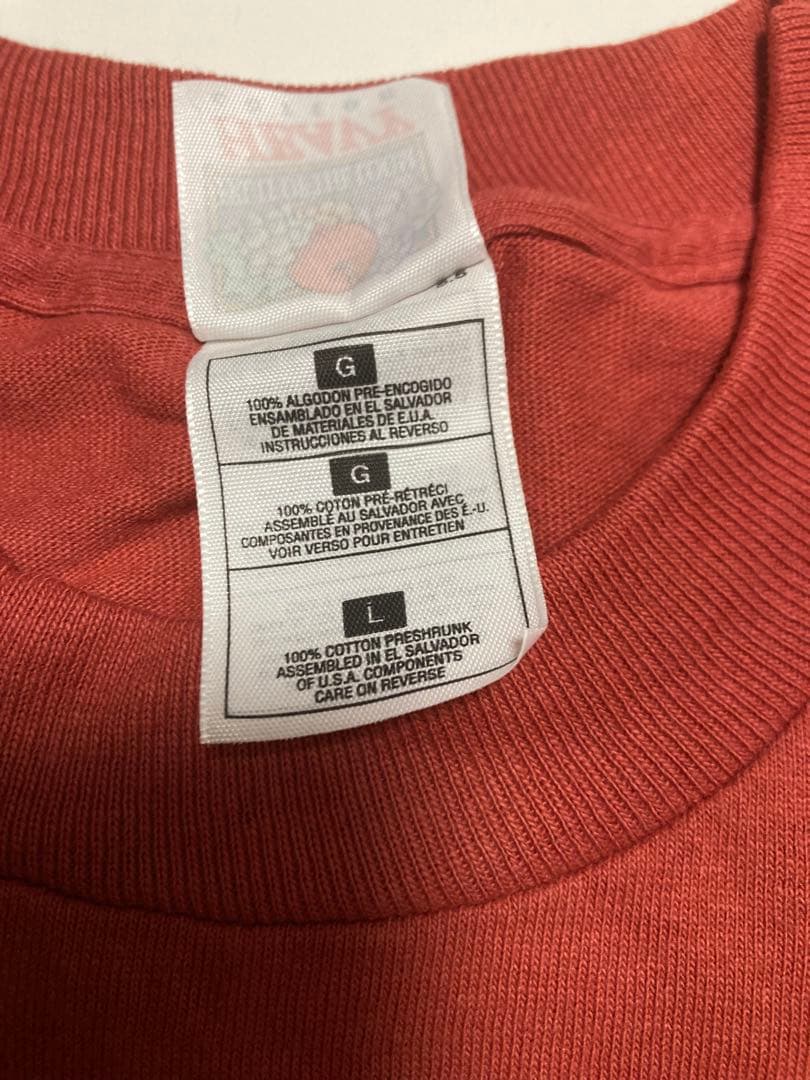 HEAVY
G
100% ALGODON PRE-ENCOGIDO
ENSAMBLADO EN EL SALVADOR
DE MATERIALES DE E.U.A.
INSTRUCCIONES AL REVERSO
G
100% COTON PRÉ-RÉTRÉCI
ASSEMBLÉ AU SALVADOR AVEC
COMPOSANTES EN PROVENANCE DES É.-U.
VOIR VERSO POUR ENTRETIEN
L
100% COTTON PRESHRUNK
ASSEMBLED IN EL SALVADOR
OF U.S.A. COMPONENTS
CARE ON REVERSE